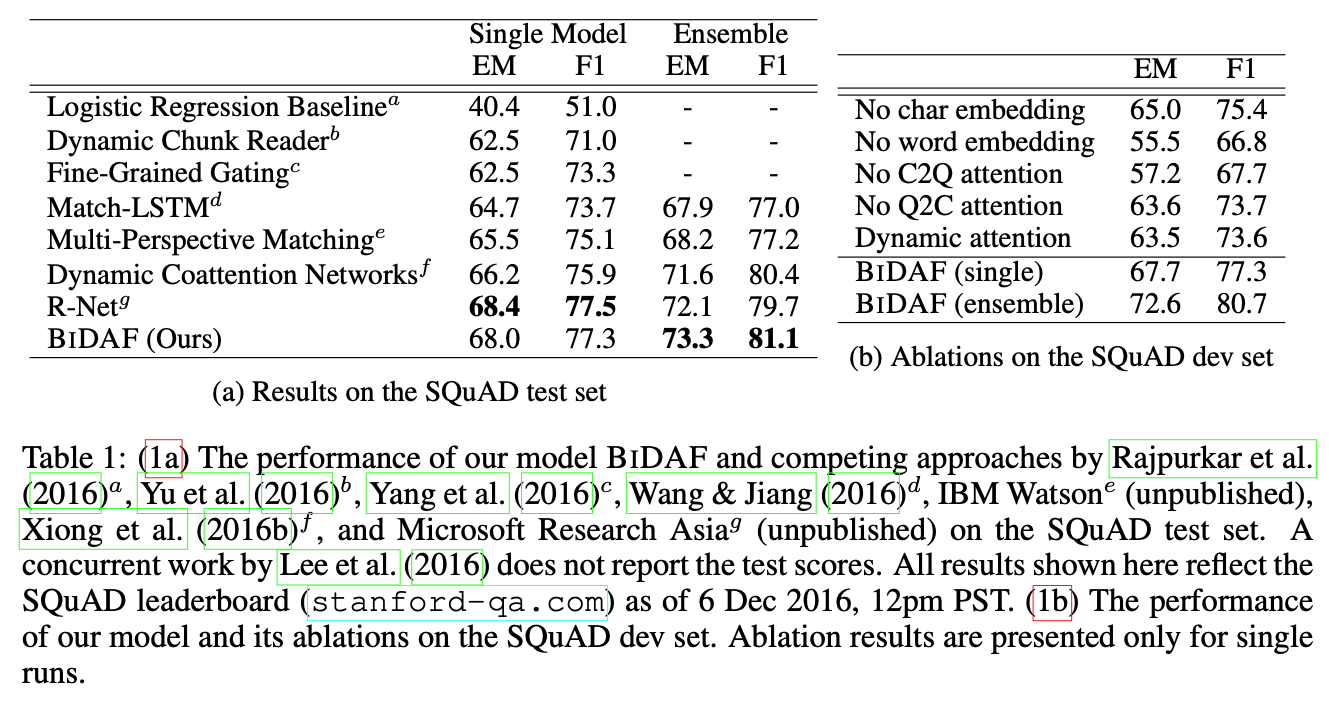 Single Model Ensemble
EM F1 EM F1
Logistic Regression Baseline^a 40.4 51.0 - -
Dynamic Chunk Reader^b 62.5 71.0 - -
Fine-Grained Gating^c 62.5 73.3 - -
Match-LSTM^d 64.7 73.7 67.9 77.0
Multi-Perspective Matching^e 65.5 75.1 68.2 77.2
Dynamic Coattention Networks^f 66.2 75.9 71.6 80.4
R-Net^g 68.4 77.5 72.1 79.7
BIDAF (Ours) 68.0 77.3 73.3 81.1
(a) Results on the SQuAD test set
EM F1
No char embedding 65.0 75.4
No word embedding 55.5 66.8
No C2Q attention 57.2 67.7
No Q2C attention 63.6 73.7
Dynamic attention 63.5 73.6
BIDAF (single) 67.7 77.3
BIDAF (ensemble) 72.6 80.7
(b) Ablations on the SQuAD dev set
Table 1: (1a) The performance of our model BIDAF and competing approaches by Rajpurkar et al.
(2016)^a, Yu et al. (2016)^b, Yang et al. (2016)^c, Wang & Jiang (2016)^d, IBM Watson^e (unpublished),
Xiong et al. (2016b)^f, and Microsoft Research Asia^g (unpublished) on the SQuAD test set. A
concurrent work by Lee et al. (2016) does not report the test scores. All results shown here reflect the
SQuAD leaderboard (stanford-qa.com) as of 6 Dec 2016, 12pm PST. (1b) The performance
of our model and its ablations on the SQuAD dev set. Ablation results are presented only for single
runs.